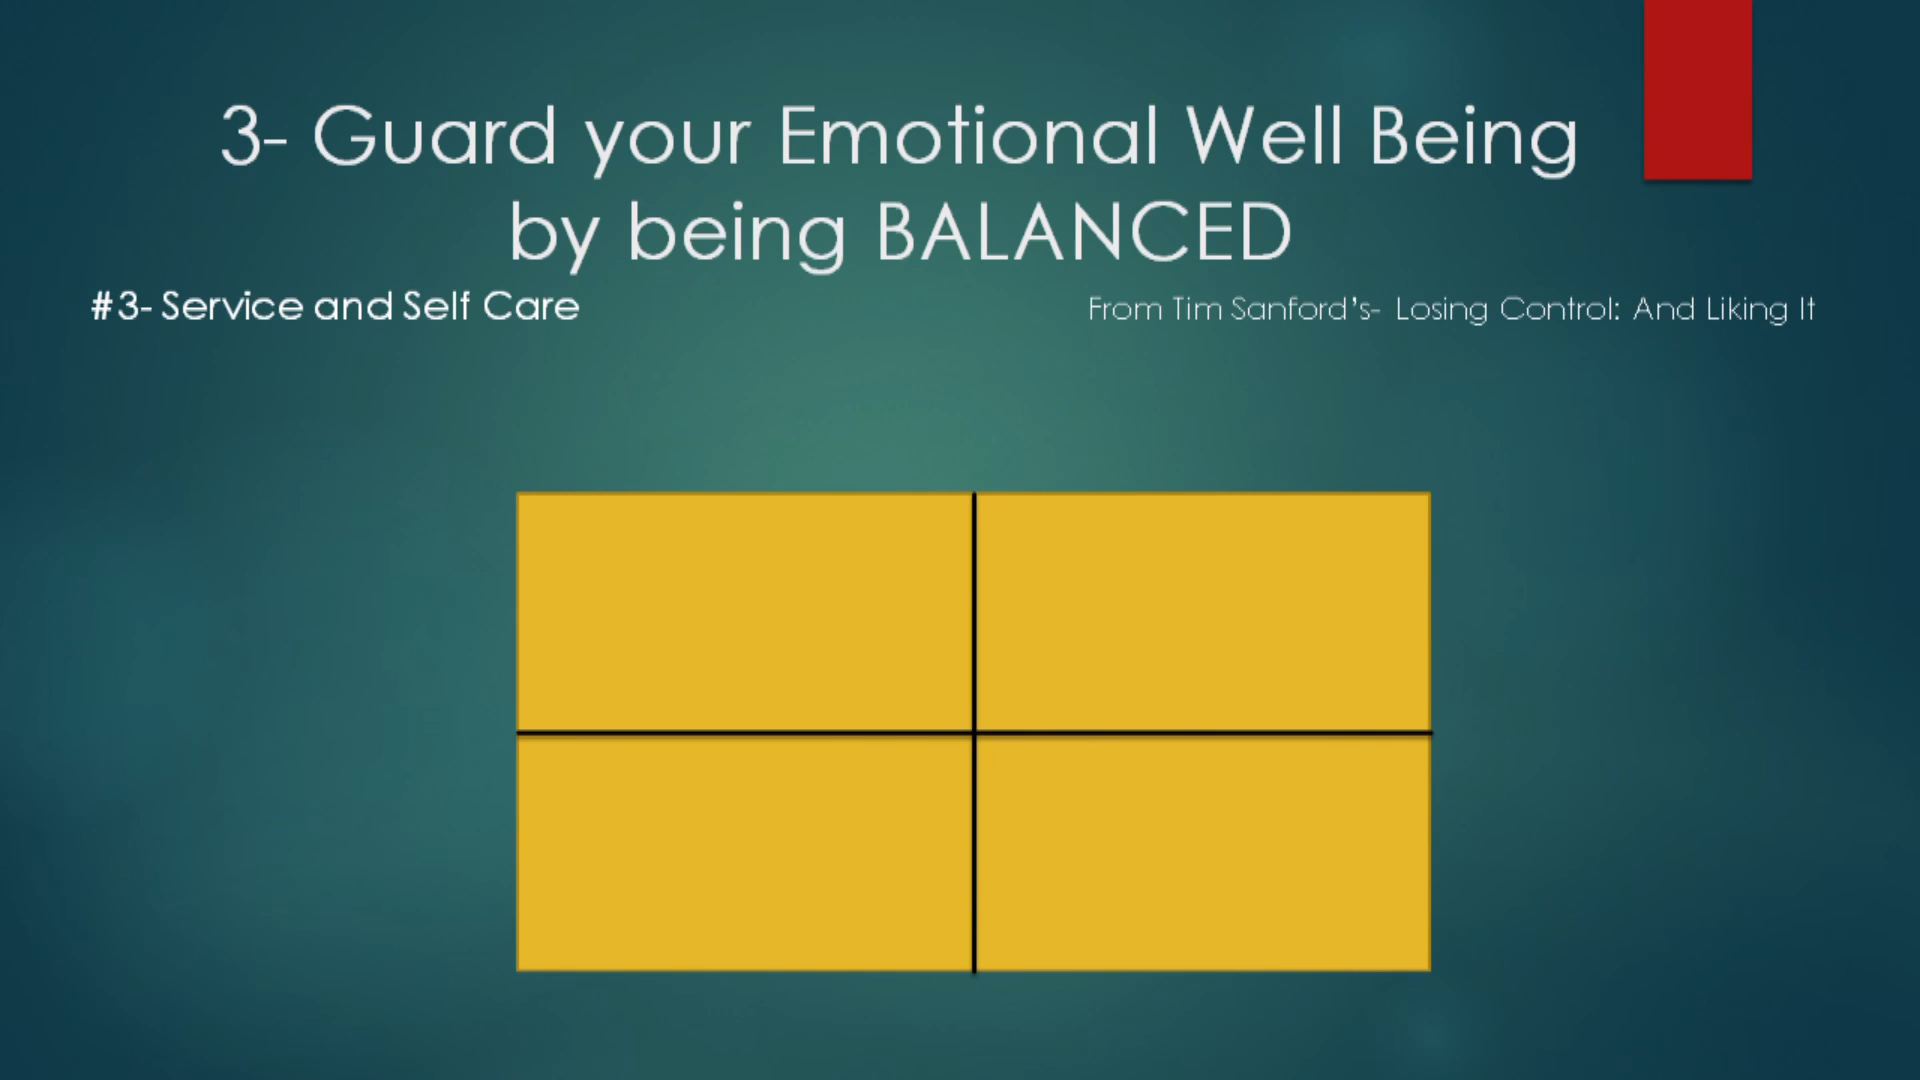 3- Guard your Emotional Well Being
by being BALANCED
#3- Service and Self Care
From Tim Sanford's- Losing Control: And Liking It